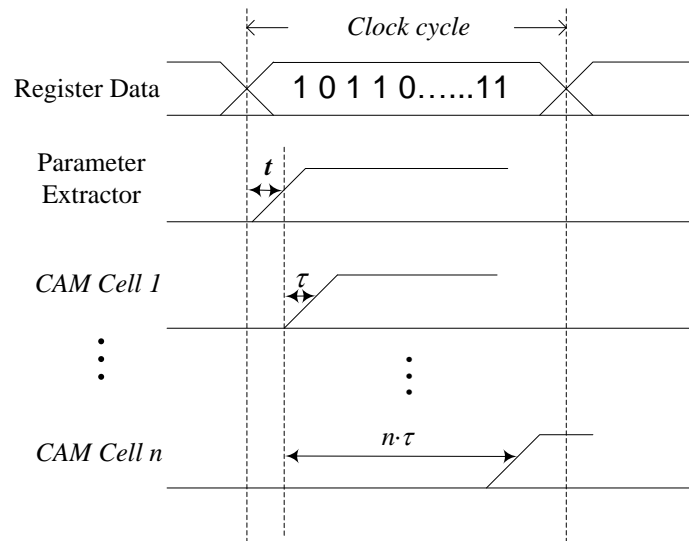 Clock cycle
Register Data
1 0 1 1 0…...11
Parameter
Extractor
t
CAM Cell 1
τ
CAM Cell n
n·τ